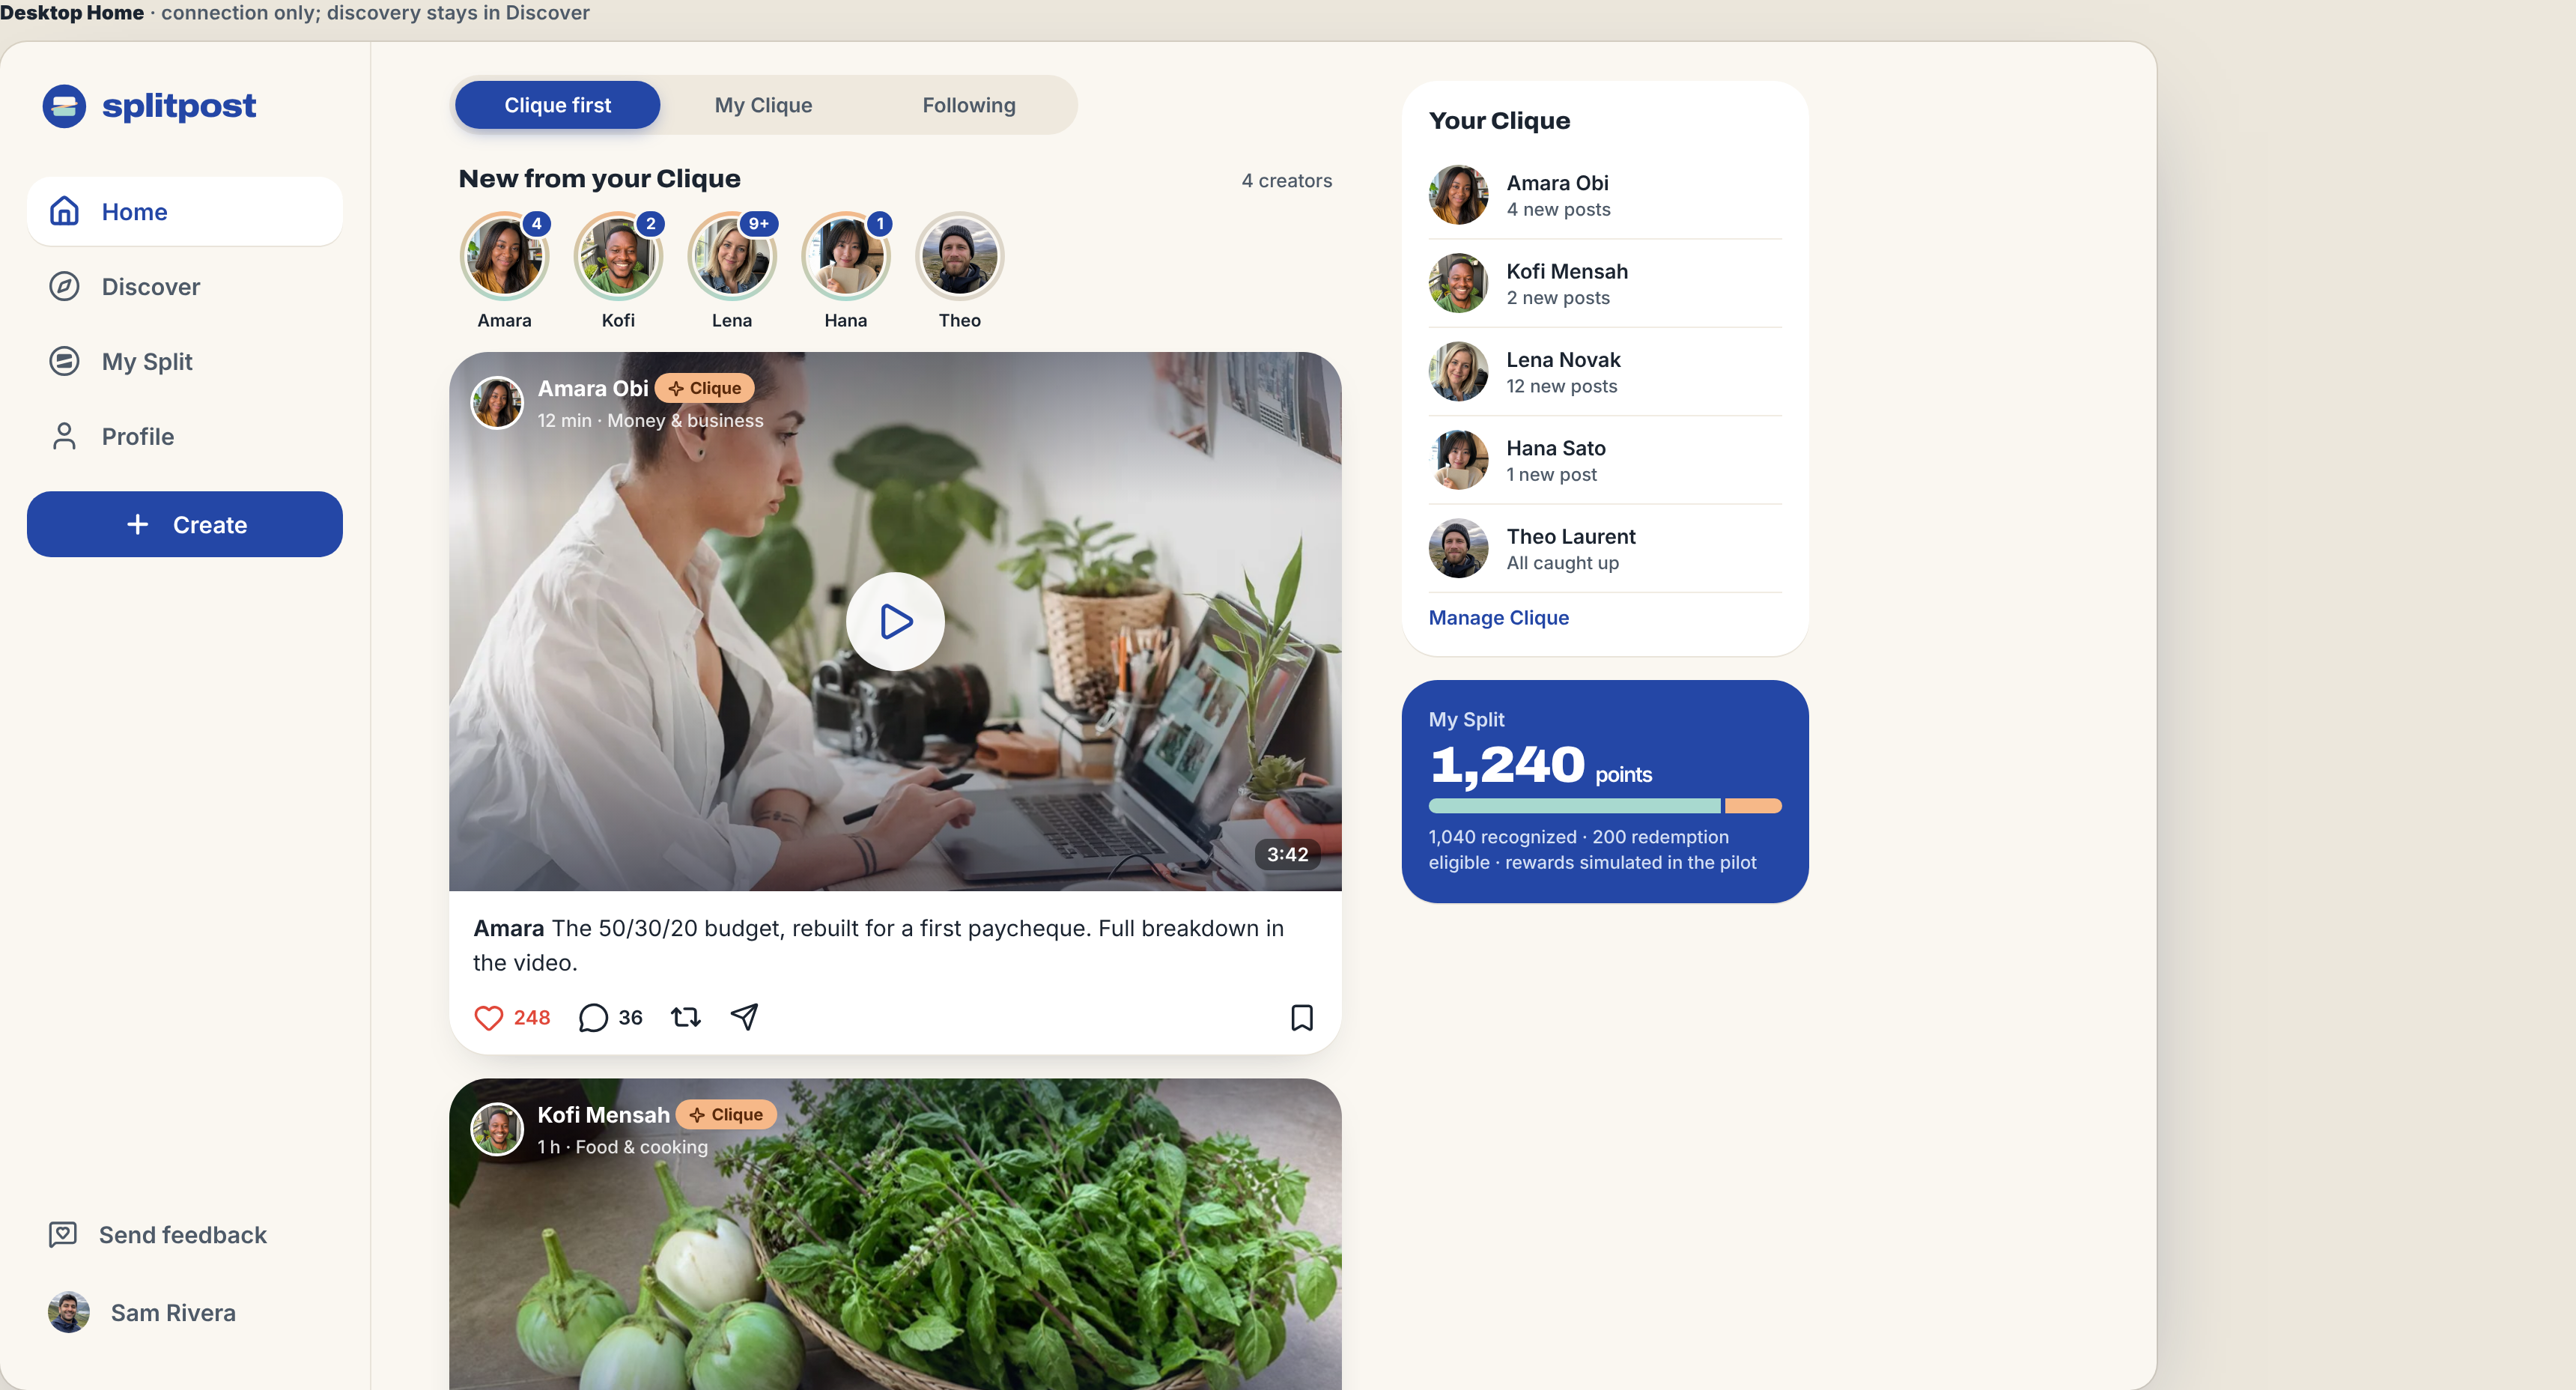 Desktop Home · connection only; discovery stays in Discover
splitpost
Home
Discover
My Split
Profile
Create
Send feedback
Sam Rivera
Clique first
My Clique
Following
New from your Clique
4 creators
4
2
9+
1
Amara
Kofi
Lena
Hana
Theo
Amara Obi
Clique
12 min · Money & business
3:42
Amara The 50/30/20 budget, rebuilt for a first paycheque. Full breakdown in
the video.
248
36
Kofi Mensah
Clique
1 h · Food & cooking
Your Clique
Amara Obi
4 new posts
Kofi Mensah
2 new posts
Lena Novak
12 new posts
Hana Sato
1 new post
Theo Laurent
All caught up
Manage Clique
My Split
1,240 points
1,040 recognized · 200 redemption
eligible · rewards simulated in the pilot